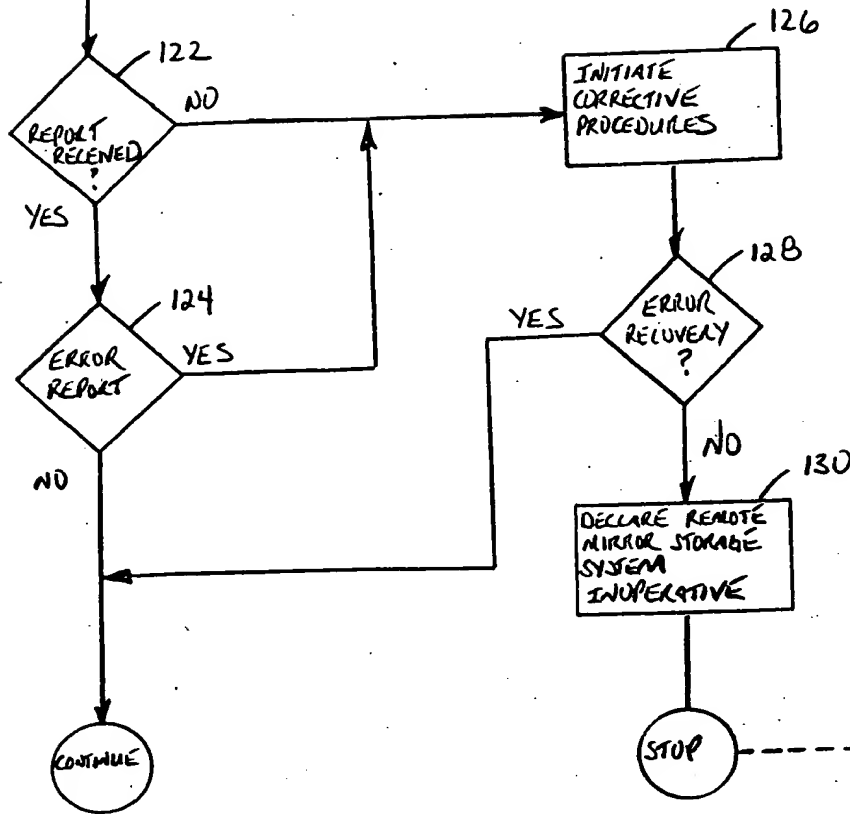 122
126
NO
INITIATE
CORRECTIVE
PROCEDURES
REPORT
RECEIVED
?
YES
124
128
ERROR
REPORT
YES
YES
ERROR
RECOVERY
?
NO
NO
130
DECLARE REMOTE
MIRROR STORAGE
SYSTEM
INOPERATIVE
CONTINUE
STOP